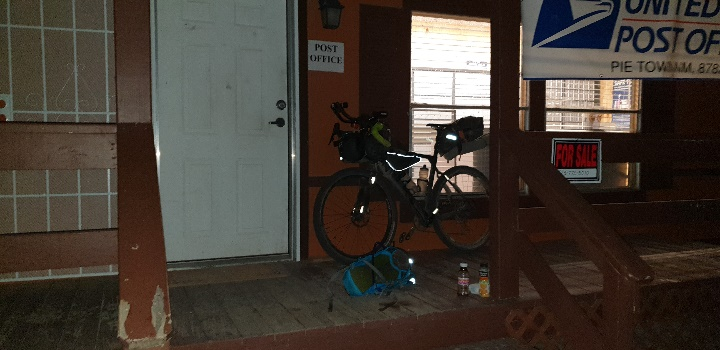 POST
OFFICE
UNITED
POST OF
PIE TOWN
FOR SALE